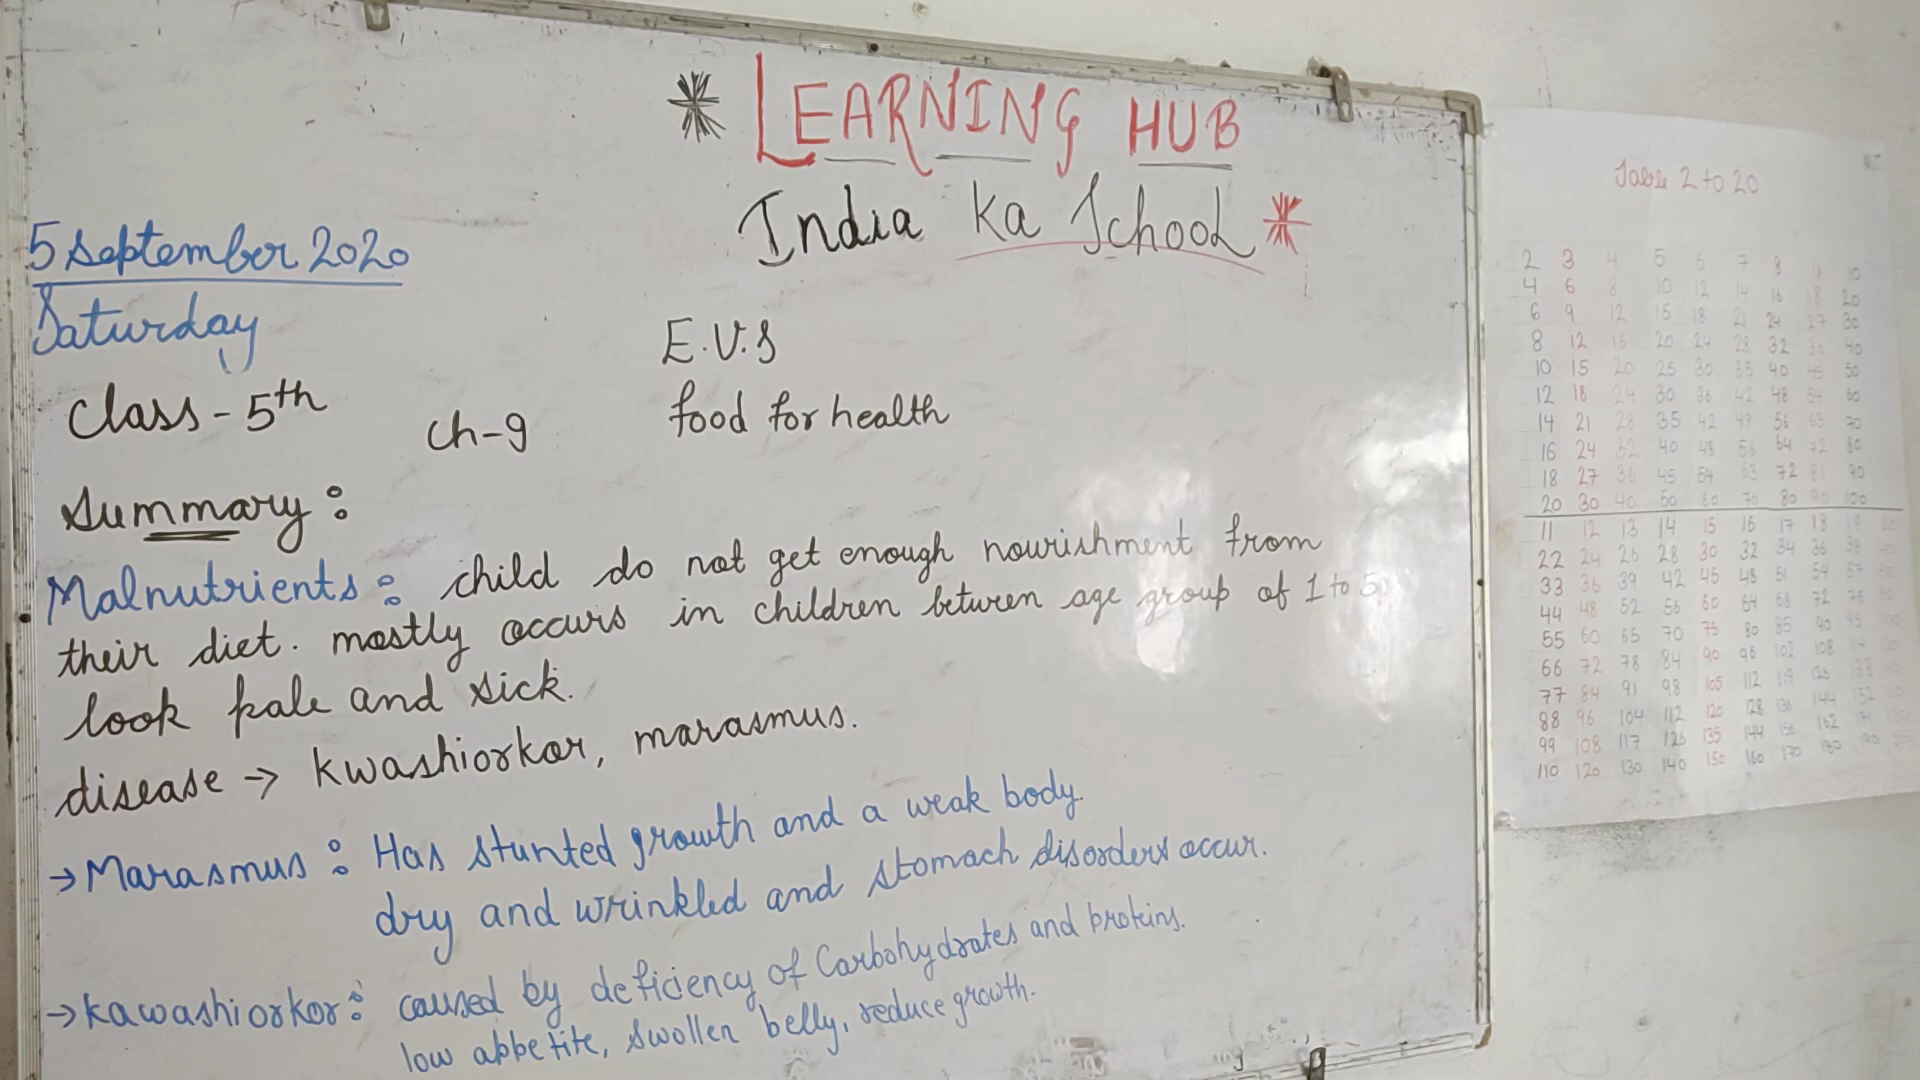 * LEARNING HUB
India ka School *
5 September 2020
Saturday
E.V.S
Class - 5th
Ch-9
food for health
Summary :
Malnutrients : child do not get enough nourishment from
their diet. mostly occurs in children between age group of 1 to 5.
look pale and sick.
disease → kwashiorkor, marasmus.
→ Marasmus : Has stunted growth and a weak body.
dry and wrinkled and stomach disorders occur.
→ kawashiorkor : caused by deficiency of Carbohydrates and proteins.
low appetite, swollen belly, reduce growth.
Table 2 to 20
2 3 4 5 6 7 8 9 10
4 6 8 10 12 14 16 18 20
6 9 12 15 18 21 24 27 30
8 12 16 20 24 28 32 36 40
10 15 20 25 30 35 40 45 50
12 18 24 30 36 42 48 54 60
14 21 28 35 42 49 56 63 70
16 24 32 40 48 56 64 72 80
18 27 36 45 54 63 72 81 90
20 30 40 50 60 70 80 90 100
11 12 13 14 15 16 17 18 19 20
22 24 26 28 30 32 34 36 38
33 36 39 42 45 48 51 54 57
44 48 52 56 60 64 68 72 76
55 60 65 70 75 80 85 90 95
66 72 78 84 90 96 102 108
77 84 91 98 105 112 119 126 133
88 96 104 112 120 128 136 144 152
99 108 117 126 135 144 162
110 120 130 140 150 160 170 180 190